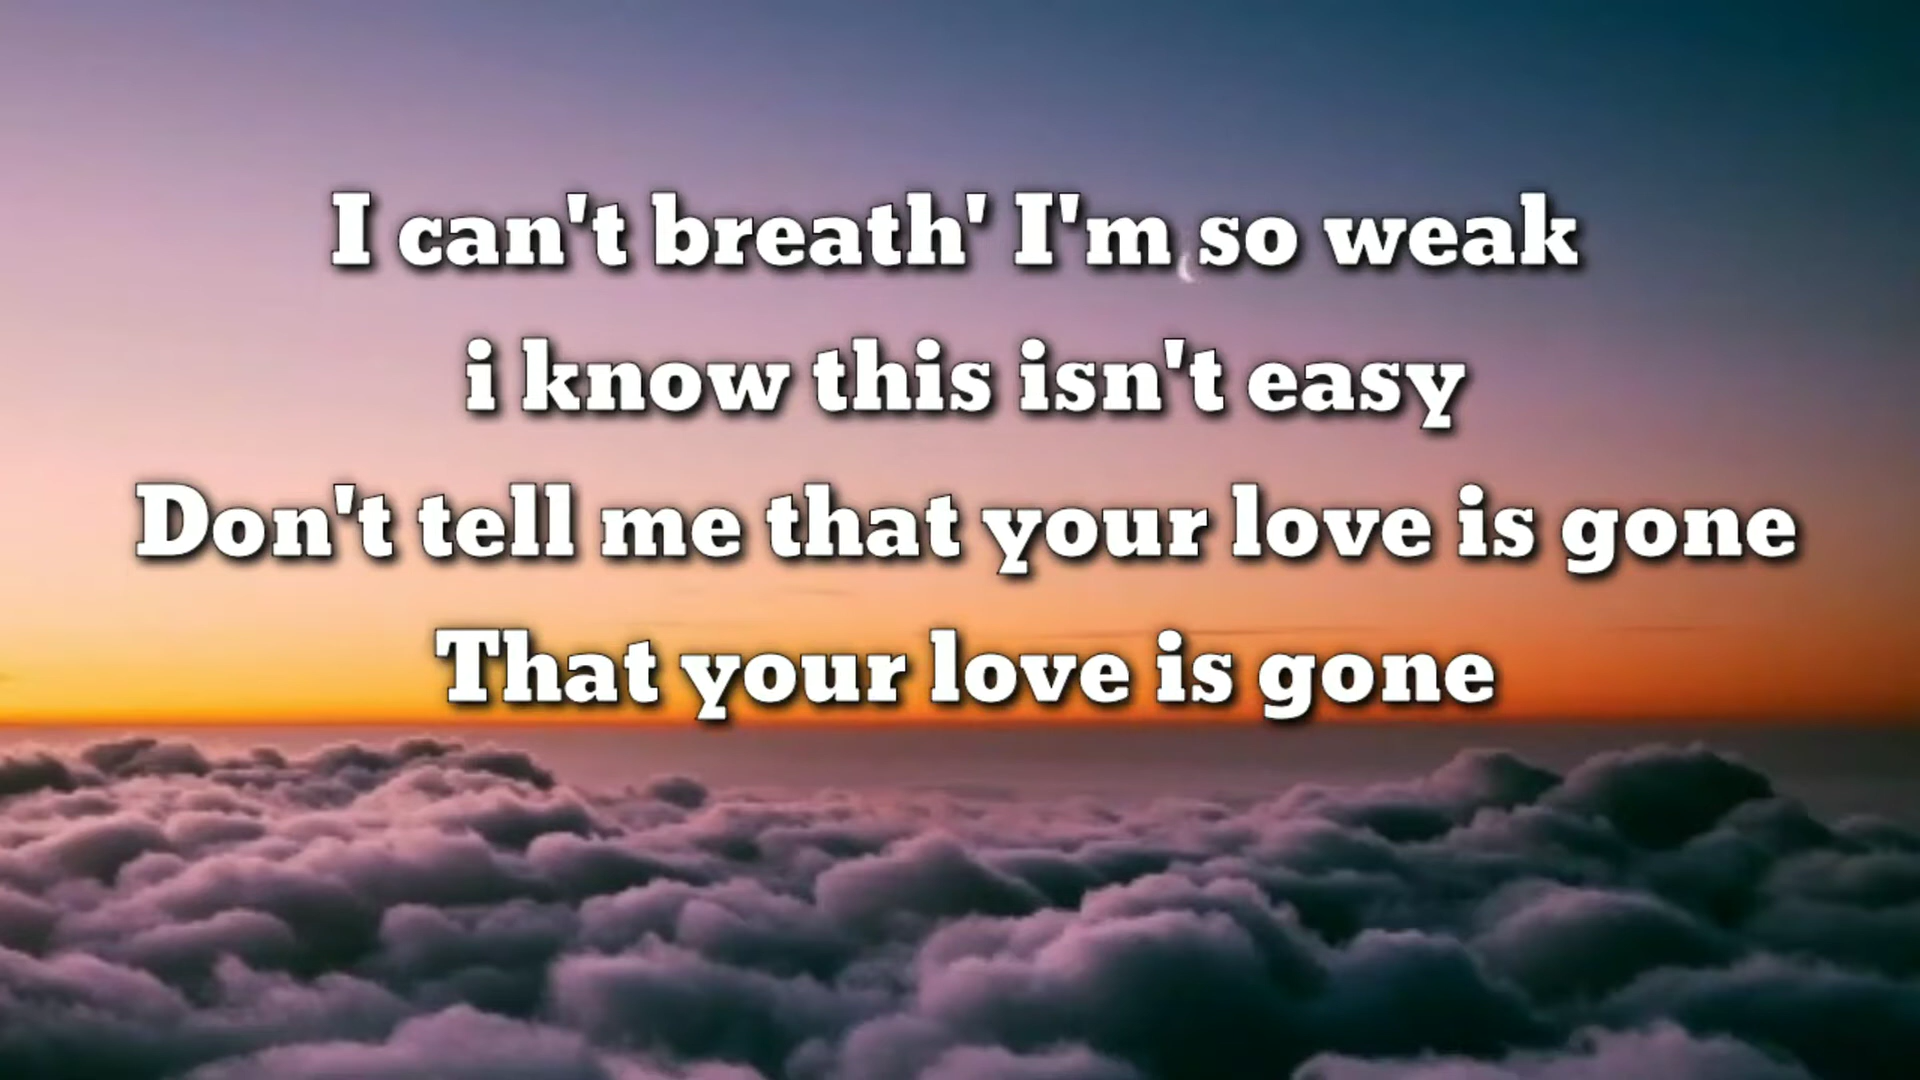 I can't breath' I'm so weak
i know this isn't easy
Don't tell me that your love is gone
That your love is gone